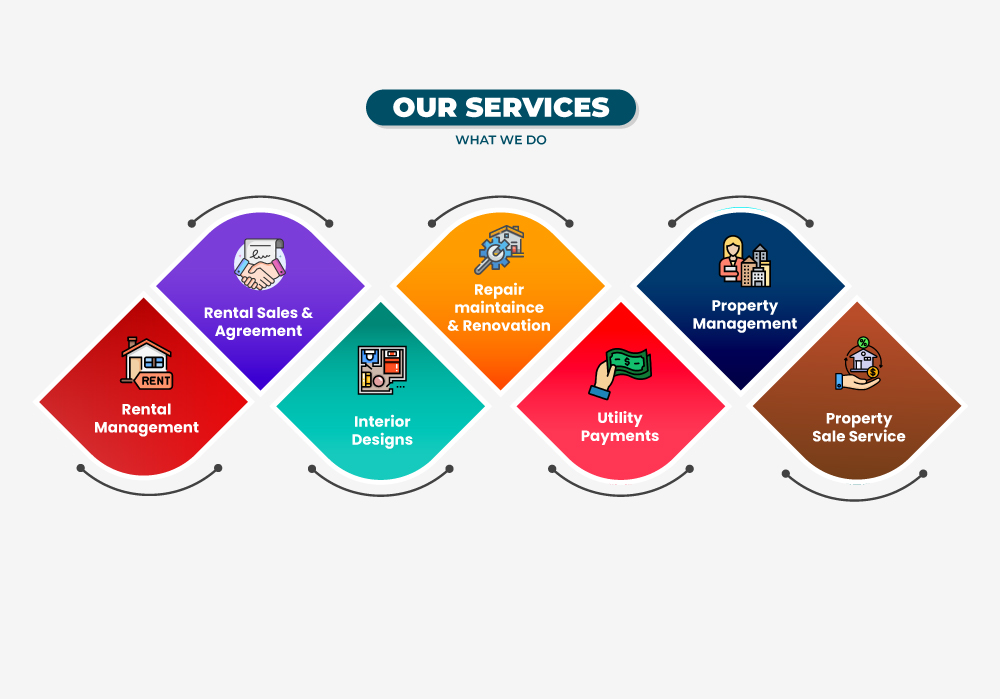 OUR SERVICES
WHAT WE DO
Rental
Management
RENT
Rental Sales &
Agreement
Interior
Designs
Repair
maintaince
& Renovation
Utility
Payments
$
Property
Management
Property
Sale Service
%
$